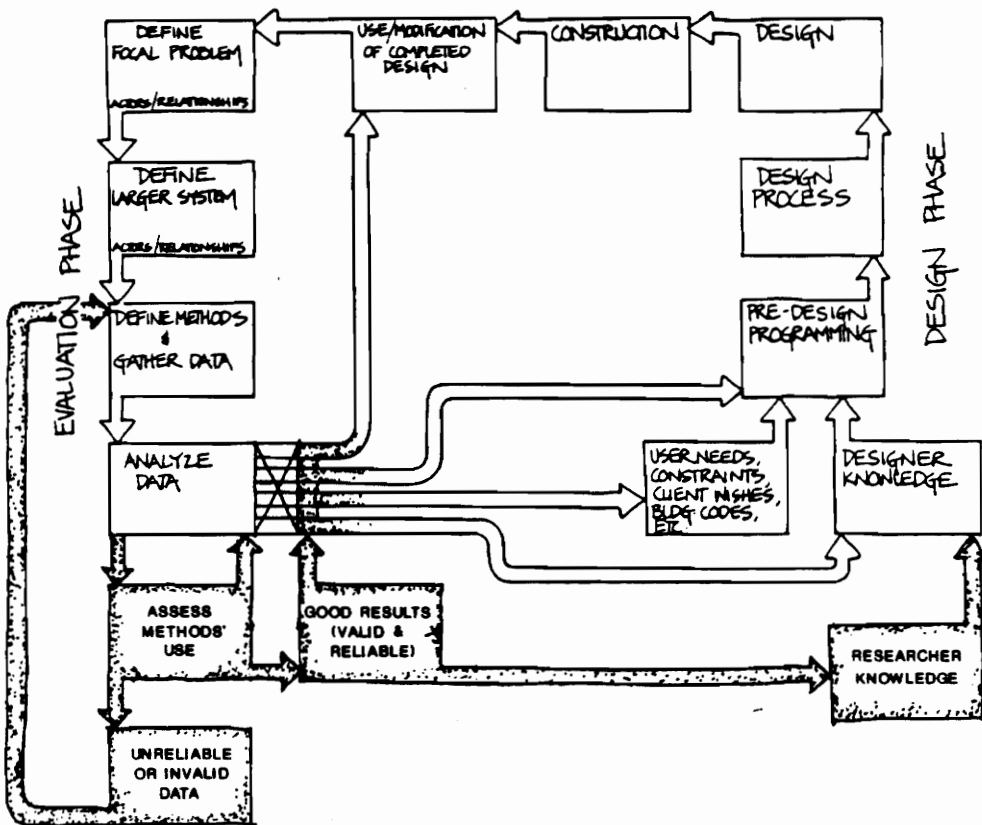 DEFINE
FOCAL PROBLEM
ACTORS/RELATIONSHIPS
USE/MODIFICATION
OF COMPLETED
DESIGN
CONSTRUCTION
DESIGN
DEFINE
LARGER SYSTEM
ACTORS/RELATIONSHIPS
DESIGN
PROCESS
EVALUATION PHASE
DESIGN PHASE
DEFINE METHODS
&
GATHER DATA
PRE-DESIGN
PROGRAMMING
ANALYZE
DATA
USER NEEDS,
CONSTRAINTS,
CLIENT WISHES,
BLDG CODES,
ETC.
DESIGNER
KNOWLEDGE
ASSESS
METHODS'
USE
GOOD RESULTS
(VALID &
RELIABLE)
RESEARCHER
KNOWLEDGE
UNRELIABLE
OR INVALID
DATA